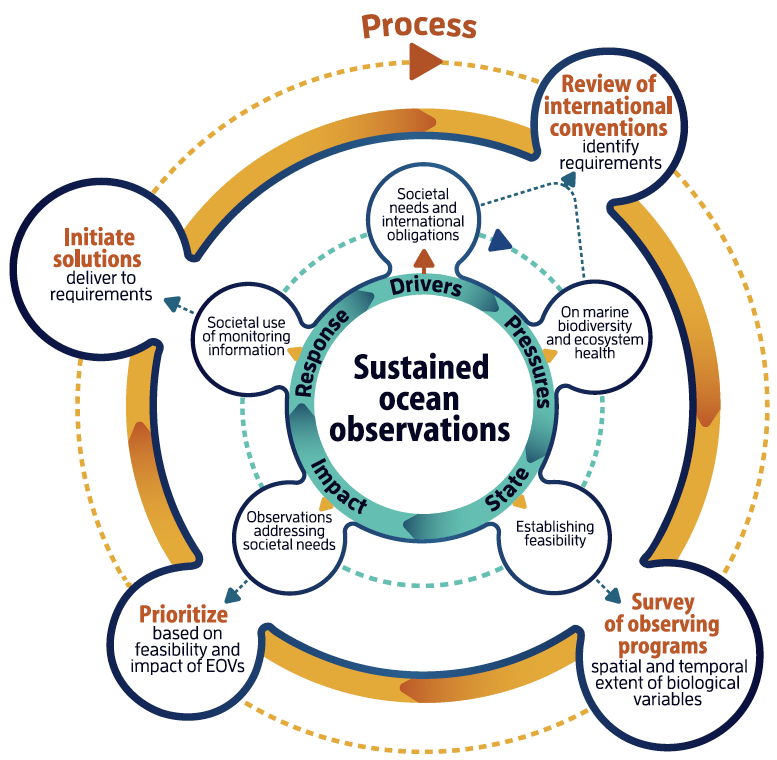 Process
Review of
international
conventions
identify
requirements
Initiate
solutions
deliver to
requirements
Societal
needs and
international
obligations
Societal use
of monitoring
information
On marine
biodiversity
and ecosystem
health
Drivers
Pressures
State
Impact
Response
Sustained
ocean
observations
Observations
addressing
societal needs
Establishing
feasibility
Prioritize
based on
feasibility and
impact of EOVs
Survey
of observing
programs
spatial and temporal
extent of biological
variables